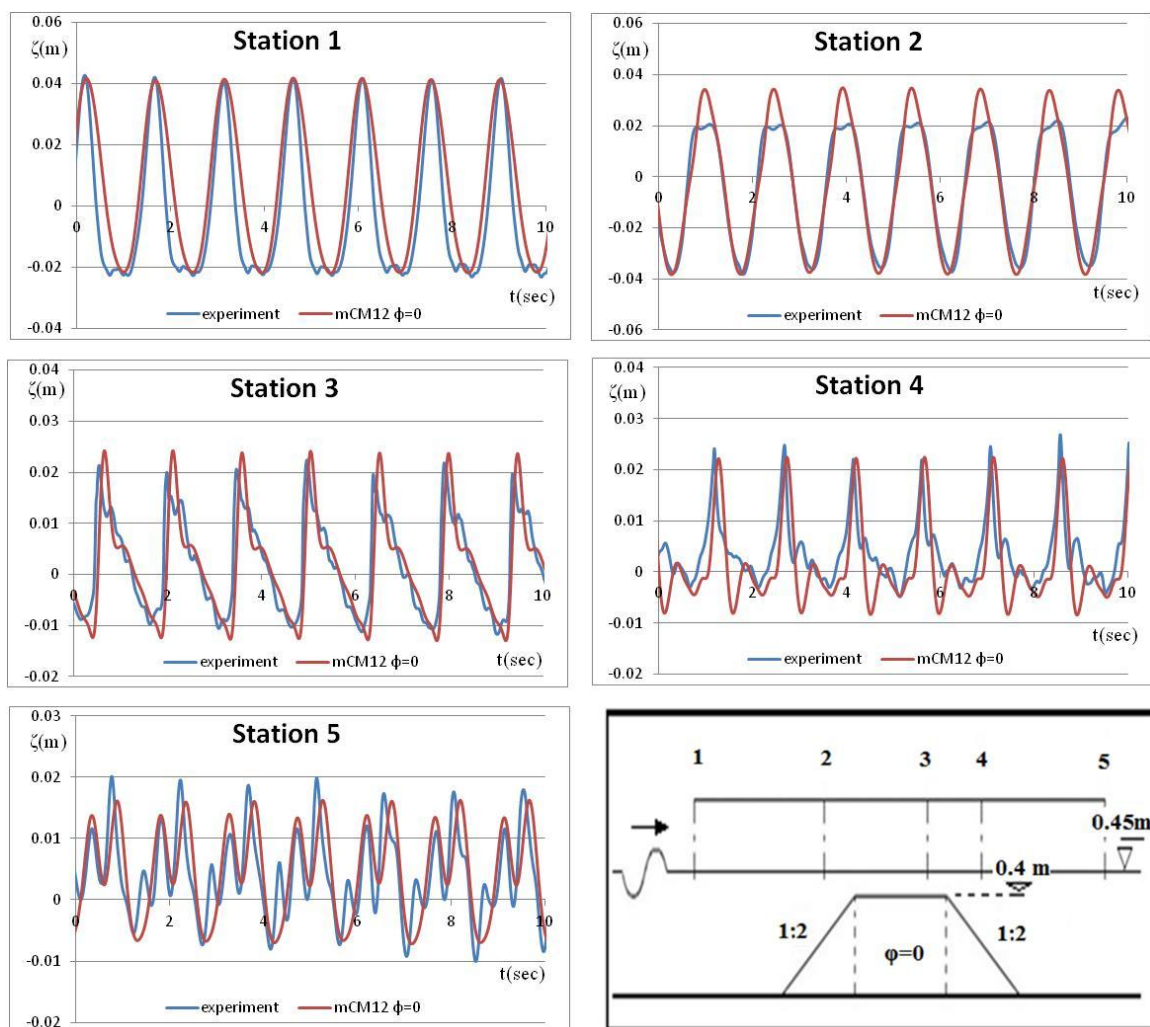 Station 1
ζ(m)
0.06
0.04
0.02
0
-0.02
-0.04
0 2 4 6 8 10
t(sec)
experiment mCM12 ϕ=0
Station 2
ζ(m)
0.06
0.04
0.02
0
-0.02
-0.04
-0.06
0 2 4 6 8 10
t(sec)
experiment mCM12 ϕ=0
Station 3
ζ(m)
0.04
0.03
0.02
0.01
0
-0.01
-0.02
0 2 4 6 8 10
t(sec)
experiment mCM12 ϕ=0
Station 4
ζ(m)
0.04
0.03
0.02
0.01
0
-0.01
-0.02
0 2 4 6 8 10
t(sec)
experiment mCM12 ϕ=0
Station 5
ζ(m)
0.03
0.02
0.01
0
-0.01
-0.02
0 2 4 6 8 10
t(sec)
experiment mCM12 ϕ=0
1 2 3 4 5
0.45m
0.4 m
1:2 φ=0 1:2